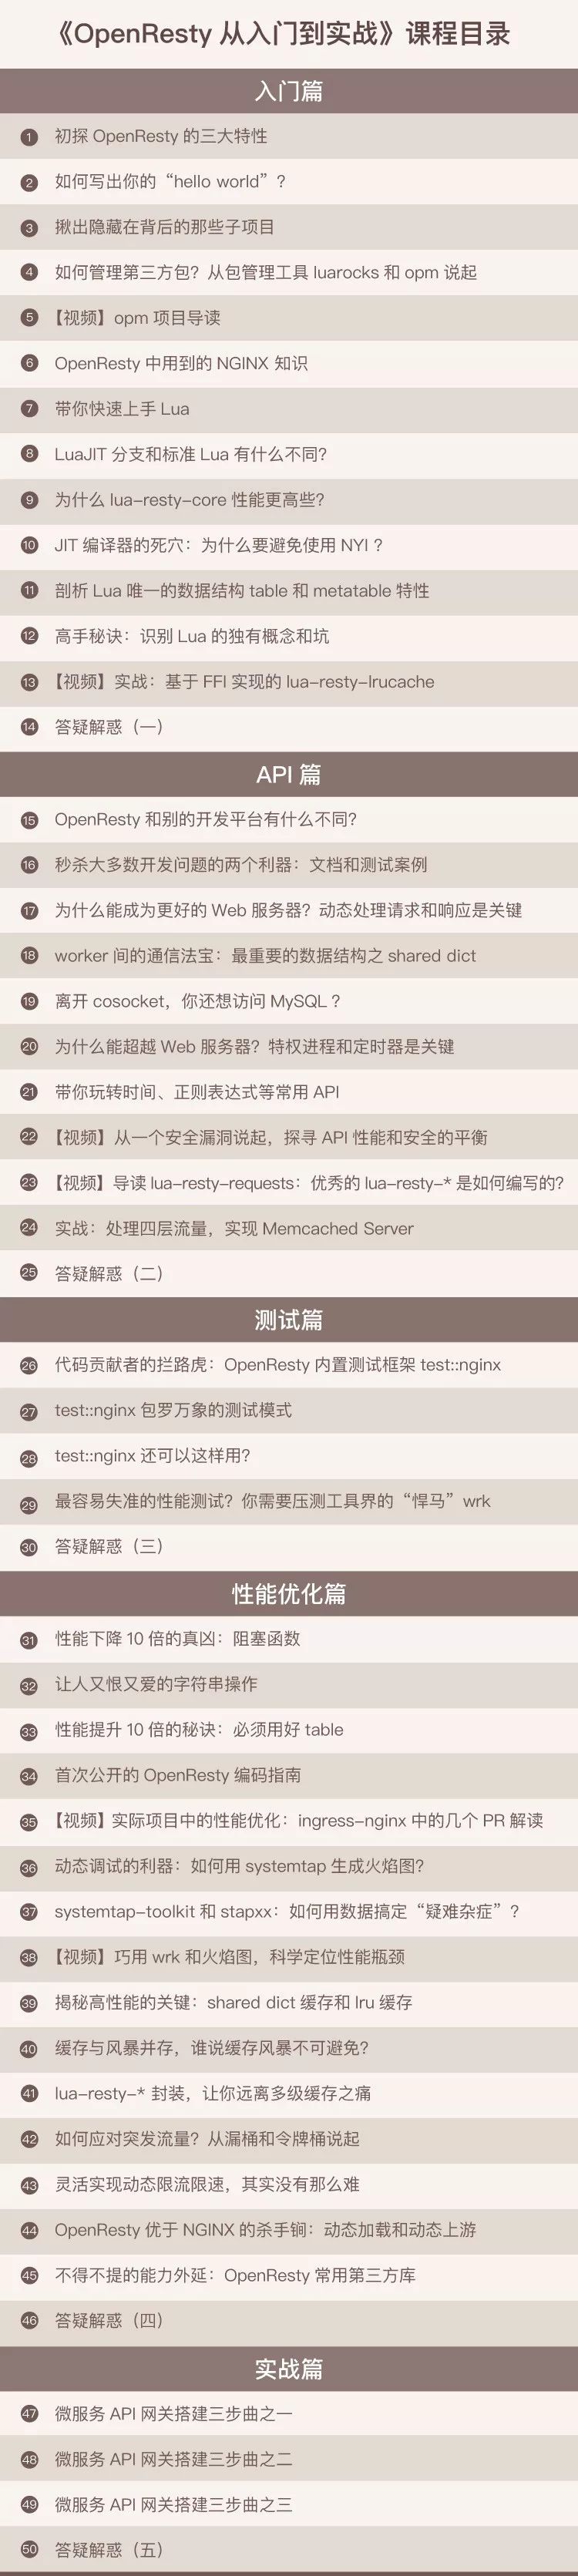 《OpenResty 从入门到实战》课程目录
入门篇
1 初探 OpenResty 的三大特性
2 如何写出你的“hello world”？
3 揪出隐藏在背后的那些子项目
4 如何管理第三方包？从包管理工具 luarocks 和 opm 说起
5 【视频】opm 项目导读
6 OpenResty 中用到的 NGINX 知识
7 带你快速上手 Lua
8 LuaJIT 分支和标准 Lua 有什么不同？
9 为什么 lua-resty-core 性能更高些？
10 JIT 编译器的死穴：为什么要避免使用 NYI ？
11 剖析 Lua 唯一的数据结构 table 和 metatable 特性
12 高手秘诀：识别 Lua 的独有概念和坑
13 【视频】实战：基于 FFI 实现的 lua-resty-lrucache
14 答疑解惑（一）
API 篇
15 OpenResty 和别的开发平台有什么不同？
16 秒杀大多数开发问题的两个利器：文档和测试案例
17 为什么能成为更好的 Web 服务器？动态处理请求和响应是关键
18 worker 间的通信法宝：最重要的数据结构之 shared dict
19 离开 cosocket，你还想访问 MySQL ？
20 为什么能超越 Web 服务器？特权进程和定时器是关键
21 带你玩转时间、正则表达式等常用 API
22 【视频】从一个安全漏洞说起，探寻 API 性能和安全的平衡
23 【视频】导读 lua-resty-requests：优秀的 lua-resty-* 是如何编写的？
24 实战：处理四层流量，实现 Memcached Server
25 答疑解惑（二）
测试篇
26 代码贡献者的拦路虎：OpenResty 内置测试框架 test::nginx
27 test::nginx 包罗万象的测试模式
28 test::nginx 还可以这样用？
29 最容易失准的性能测试？你需要压测工具界的“悍马”wrk
30 答疑解惑（三）
性能优化篇
31 性能下降 10 倍的真凶：阻塞函数
32 让人又恨又爱的字符串操作
33 性能提升 10 倍的秘诀：必须用好 table
34 首次公开的 OpenResty 编码指南
35 【视频】实际项目中的性能优化：ingress-nginx 中的几个 PR 解读
36 动态调试的利器：如何用 systemtap 生成火焰图？
37 systemtap-toolkit 和 stapxx：如何用数据搞定“疑难杂症”？
38 【视频】巧用 wrk 和火焰图，科学定位性能瓶颈
39 揭秘高性能的关键：shared dict 缓存和 lru 缓存
40 缓存与风暴并存，谁说缓存风暴不可避免？
41 lua-resty-* 封装，让你远离多级缓存之痛
42 如何应对突发流量？从漏桶和令牌桶说起
43 灵活实现动态限流限速，其实没有那么难
44 OpenResty 优于 NGINX 的杀手锏：动态加载和动态上游
45 不得不提的能力外延：OpenResty 常用第三方库
46 答疑解惑（四）
实战篇
47 微服务 API 网关搭建三步曲之一
48 微服务 API 网关搭建三步曲之二
49 微服务 API 网关搭建三步曲之三
50 答疑解惑（五）